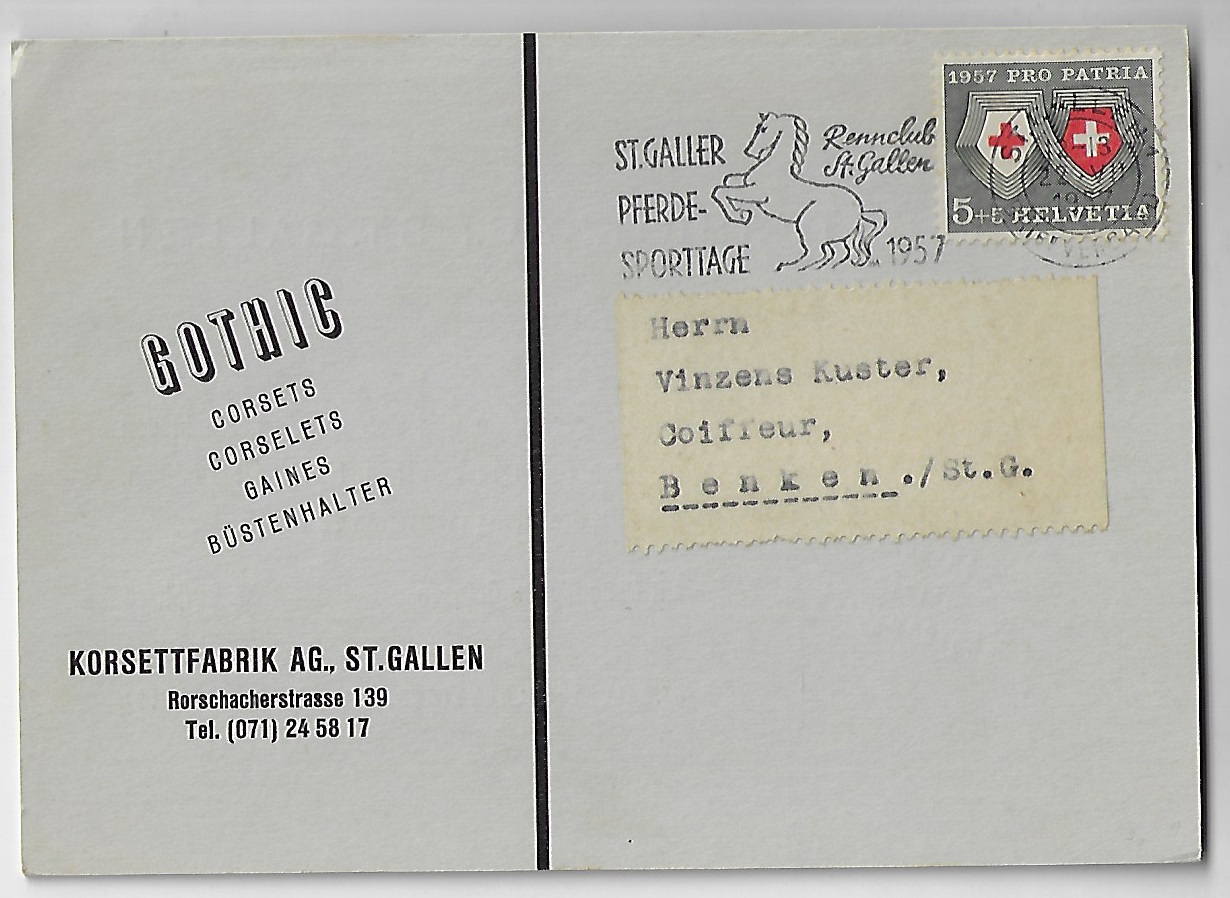 GOTHIC
CORSETS
CORSELETS
GAINES
BÜSTENHALTER
KORSETTFABRIK AG., ST.GALLEN
Rorschacherstrasse 139
Tel. (071) 24 58 17
ST.GALLER
PFERDE-
SPORTTAGE
Rennclub
St.Gallen
1957
1957 PRO PATRIA
5+5 HELVETIA
Herrn
Vinzens Kuster,
Coiffeur,
Benken./St.G.